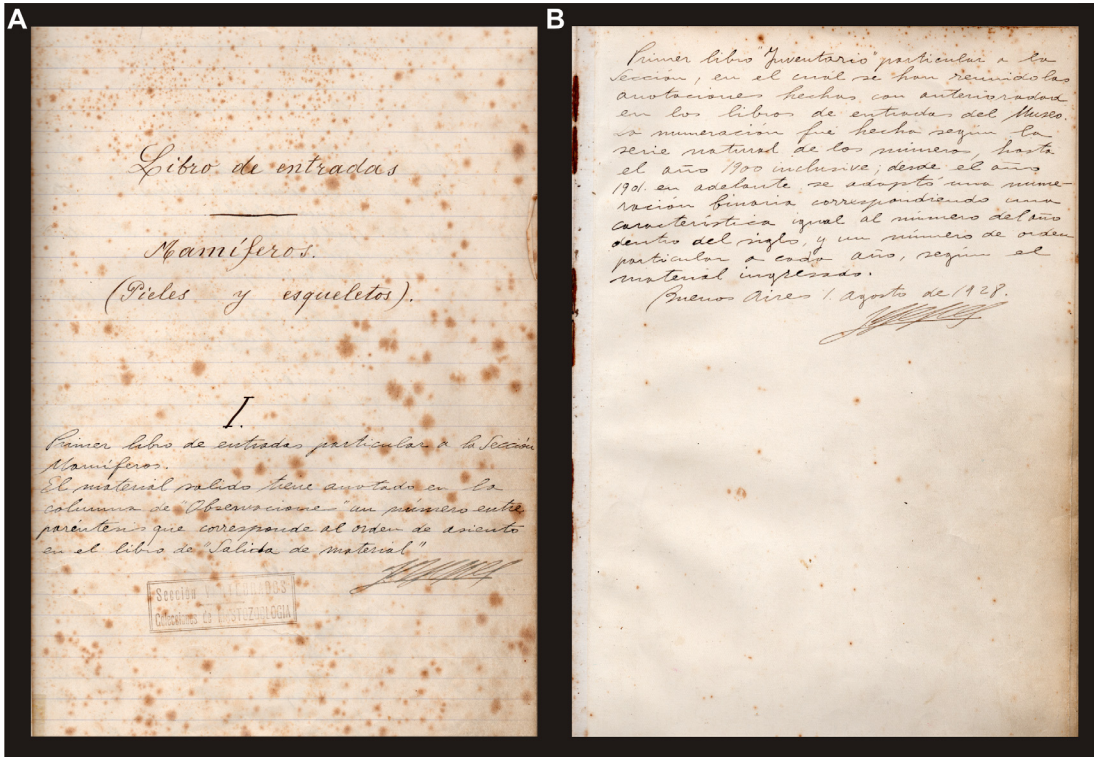 A
Libro de entradas
Mamíferos.
(Pieles y esqueletos).
I.
Primer libro de entradas particular a la Sección
Mamíferos.
El material salido tiene anotado en la
columna de "Observaciones" un número entre
paréntesis que corresponde al orden de asiento
en el libro de "Salida de material"
Sección
Colecciones de MASTOZOOLOGIA
B
Primer libro "Inventario" particular a la
Sección, en el cual se han reunido las
anotaciones hechas con anterioradad
en los libros de entradas del Museo.
La numeración fué hecha según la
serie natural de los números, hasta
el año 1900 inclusive; desde el año
1901 en adelante se adoptó una nume-
ración binaria correspondiendo una
característica igual al número del año
dentro del siglo, y un número de orden
particular a cada año, según el
material ingresado.
Buenos Aires 1. Agosto de 1928.